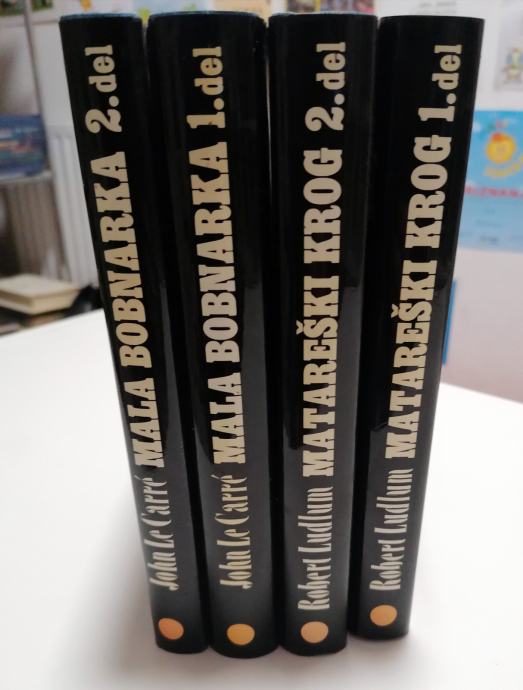 John Le Carré MALA BOBNARKA 2. del
John Le Carré MALA BOBNARKA 1. del
Robert Ludlum MATAREŠKI KROG 2. del
Robert Ludlum MATAREŠKI KROG 1. del